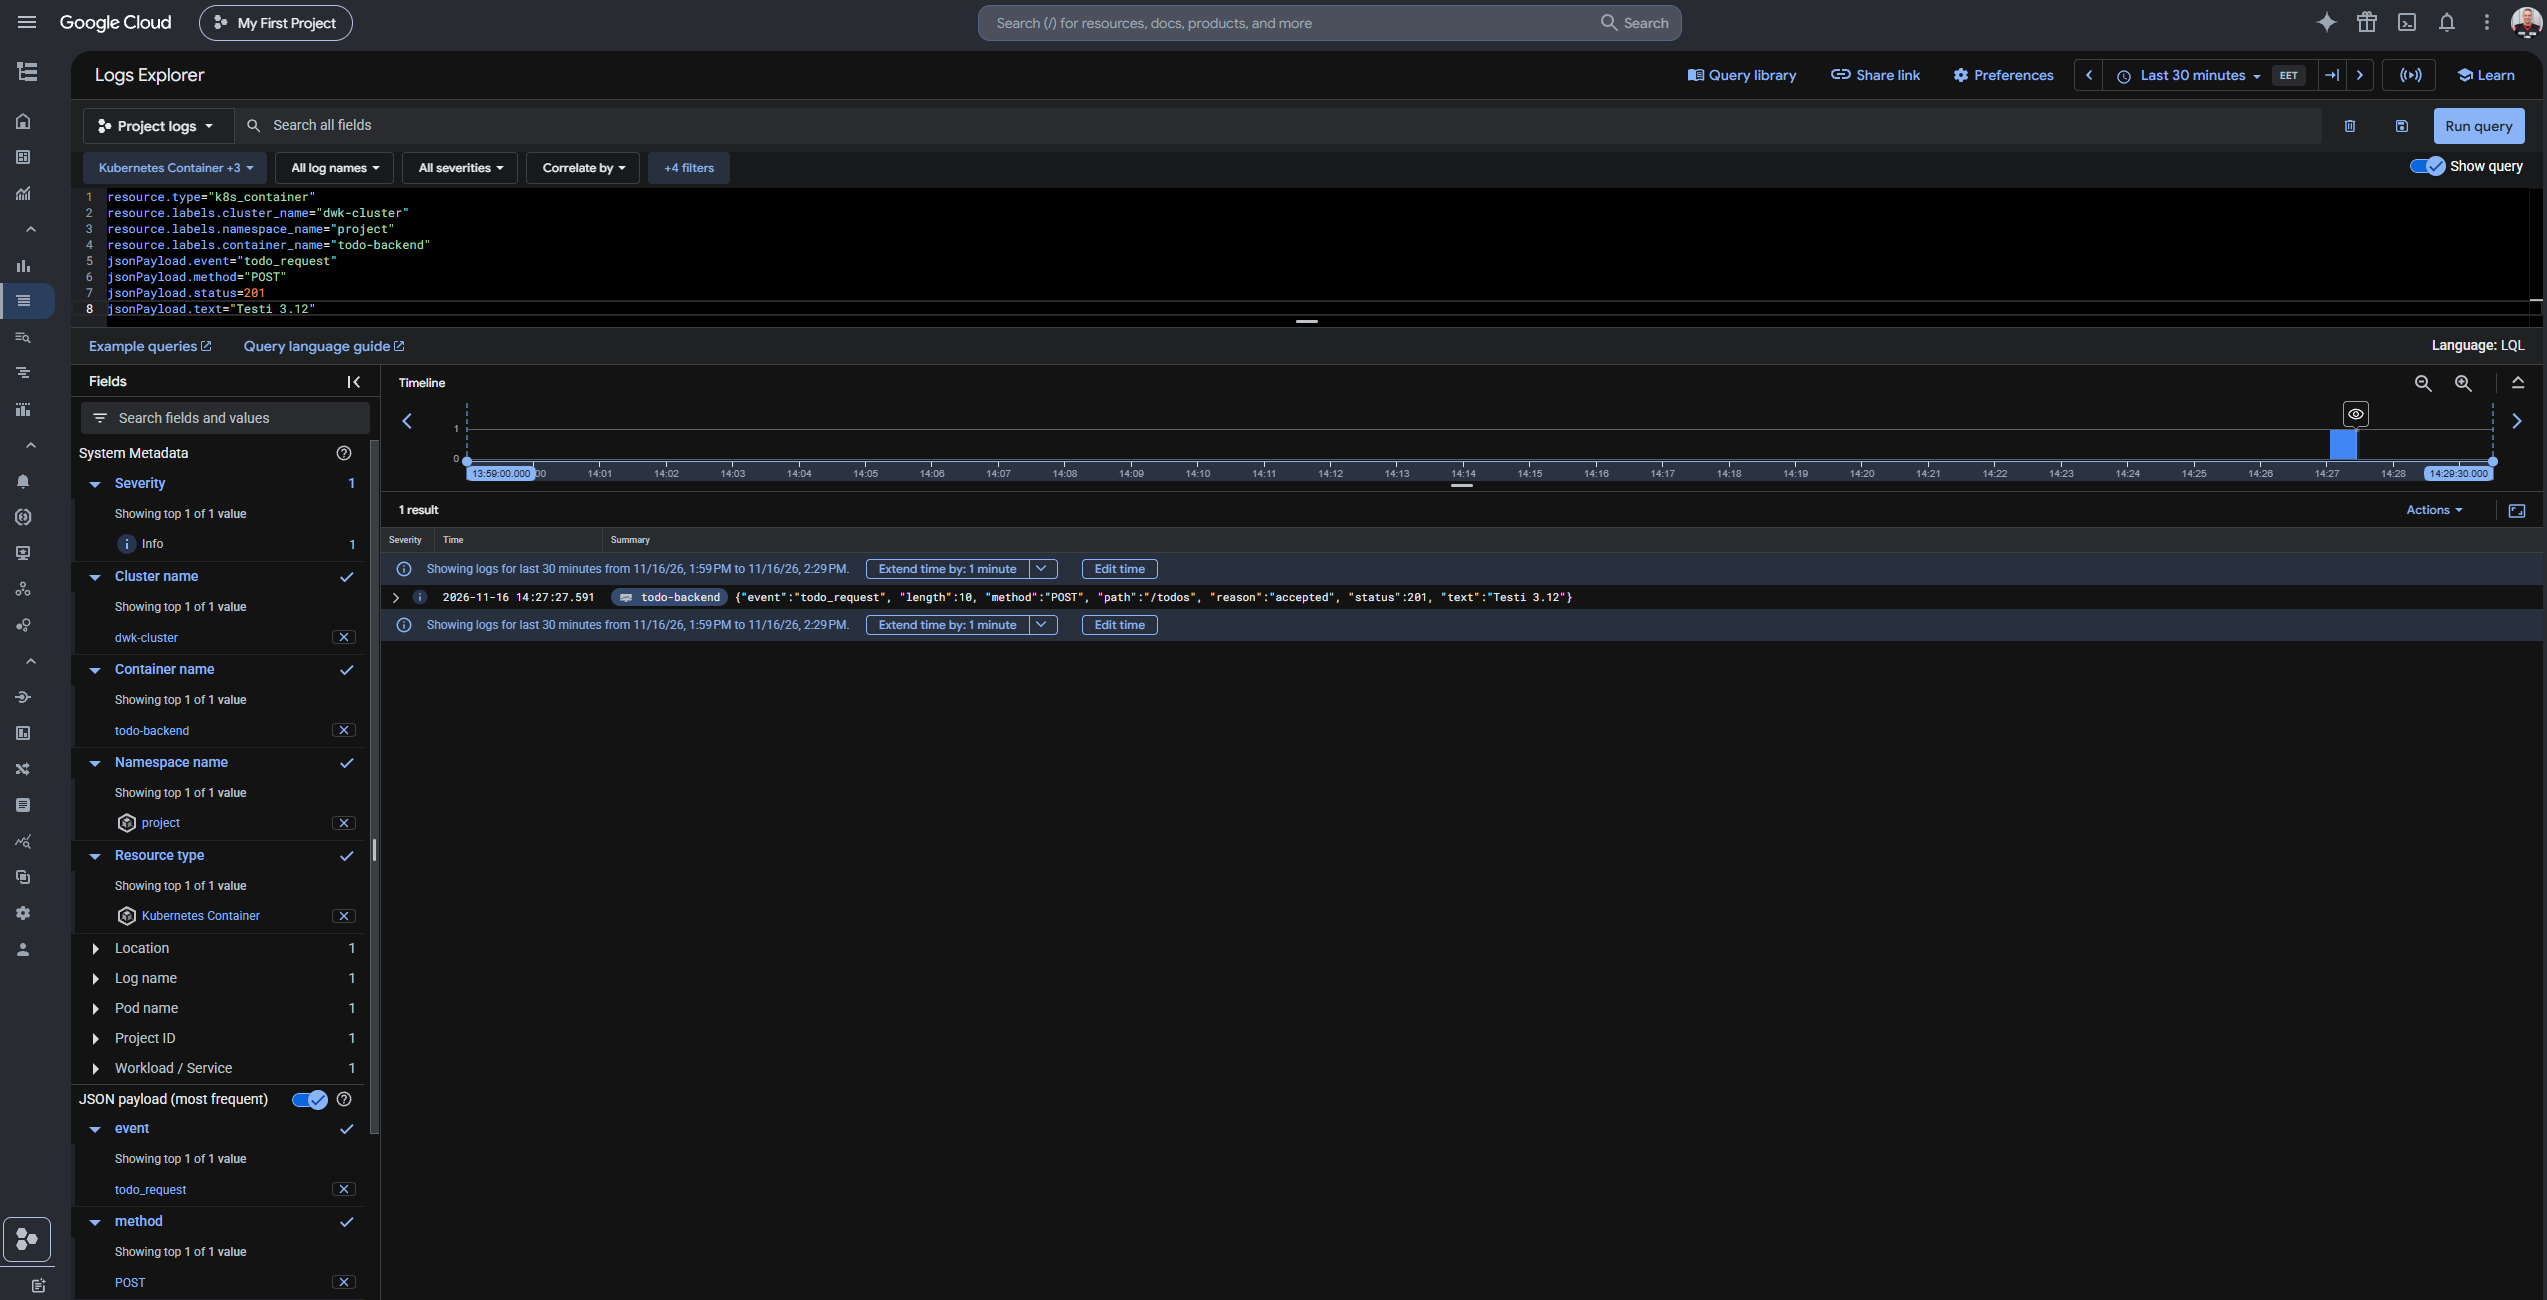 Google Cloud
My First Project
Search (/) for resources, docs, products, and more
Search
Logs Explorer
Query library
Share link
Preferences
Last 30 minutes
EET
Learn
Project logs
Search all fields
Run query
Kubernetes Container +3
All log names
All severities
Correlate by
+4 filters
Show query
1 resource.type="k8s_container"
2 resource.labels.cluster_name="dwk-cluster"
3 resource.labels.namespace_name="project"
4 resource.labels.container_name="todo-backend"
5 jsonPayload.event="todo_request"
6 jsonPayload.method="POST"
7 jsonPayload.status=201
8 jsonPayload.text="Testi 3.12"
Example queries
Query language guide
Language: LQL
Fields
Search fields and values
System Metadata
Severity 1
Showing top 1 of 1 value
Info 1
Cluster name
Showing top 1 of 1 value
dwk-cluster
Container name
Showing top 1 of 1 value
todo-backend
Namespace name
Showing top 1 of 1 value
project
Resource type
Showing top 1 of 1 value
Kubernetes Container
Location 1
Log name 1
Pod name 1
Project ID 1
Workload / Service 1
JSON payload (most frequent)
event
Showing top 1 of 1 value
todo_request
method
Showing top 1 of 1 value
POST
Timeline
1
0
13:59:00.000 00 14:01 14:02 14:03 14:04 14:05 14:06 14:07 14:08 14:09 14:10 14:11 14:12 14:13 14:14 14:15 14:16 14:17 14:18 14:19 14:20 14:21 14:22 14:23 14:24 14:25 14:26 14:27 14:28 14:29:30.000
1 result
Actions
Severity Time Summary
Showing logs for last 30 minutes from 11/16/26, 1:59 PM to 11/16/26, 2:29 PM. Extend time by: 1 minute Edit time
2026-11-16 14:27:27.591 todo-backend {"event":"todo_request", "length":10, "method":"POST", "path":"/todos", "reason":"accepted", "status":201, "text":"Testi 3.12"}
Showing logs for last 30 minutes from 11/16/26, 1:59 PM to 11/16/26, 2:29 PM. Extend time by: 1 minute Edit time